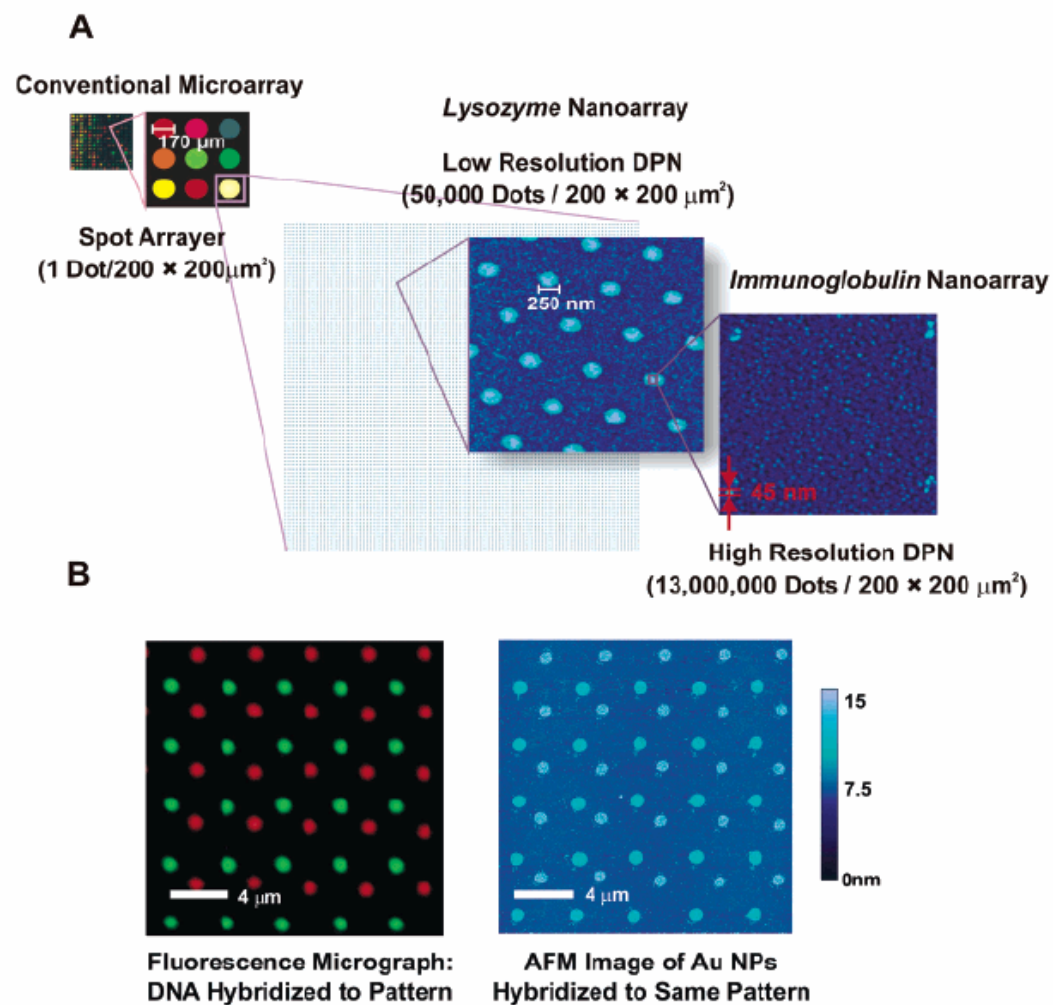 A
Conventional Microarray
170 μm
Spot Arrayer
(1 Dot/200 × 200μm²)
Lysozyme Nanoarray
Low Resolution DPN
(50,000 Dots / 200 × 200 μm²)
250 nm
Immunoglobulin Nanoarray
45 nm
High Resolution DPN
(13,000,000 Dots / 200 × 200 μm²)
B
4 μm
4 μm
15
7.5
0nm
Fluorescence Micrograph:
DNA Hybridized to Pattern
AFM Image of Au NPs
Hybridized to Same Pattern